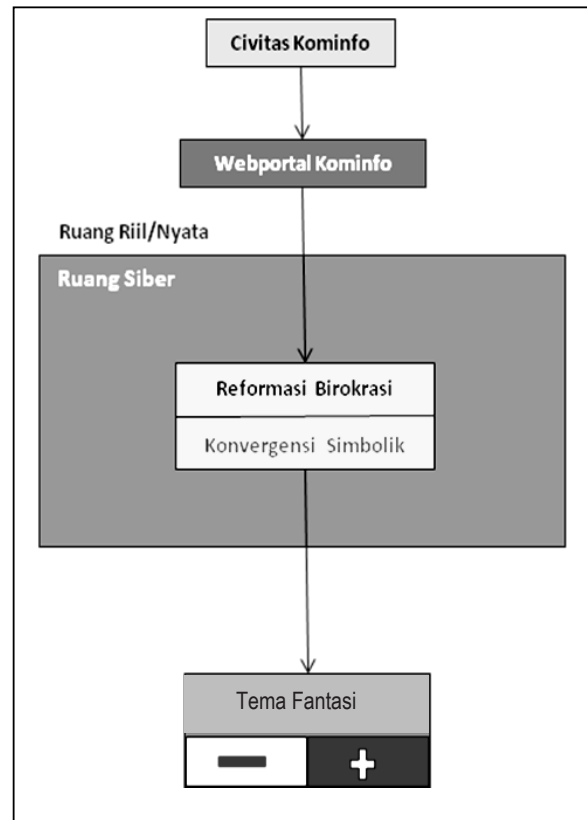 Civitas Kominfo
Webportal Kominfo
Ruang Riil/Nyata
Ruang Siber
Reformasi Birokrasi
Konvergensi Simbolik
Tema Fantasi
− +